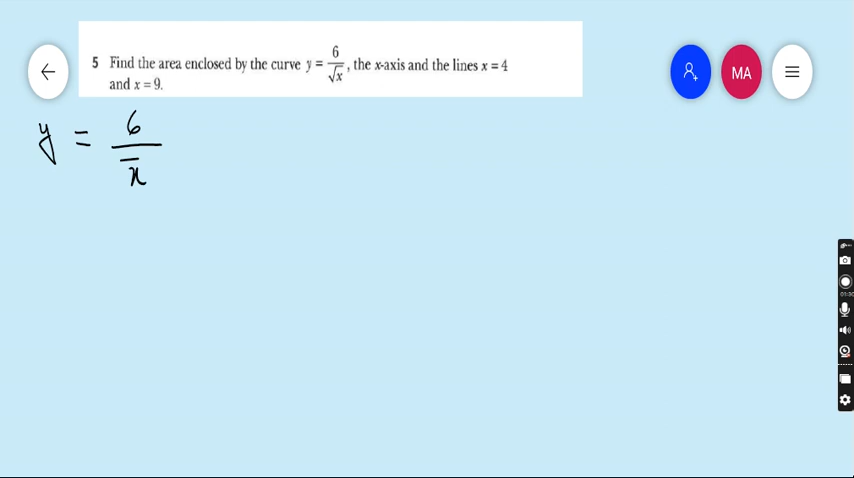 5 Find the area enclosed by the curve y = 6/√x, the x-axis and the lines x = 4
and x = 9.
MA
y = 6/x